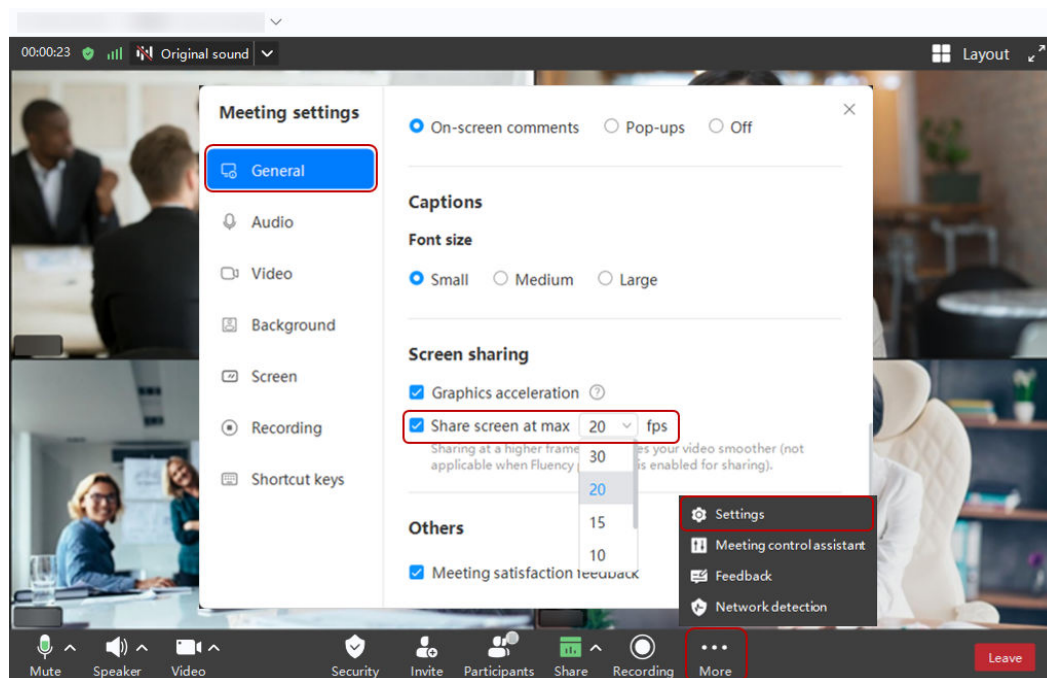 00:00:23 Original sound Layout
Meeting settings
On-screen comments Pop-ups Off
General
Captions
Audio
Font size
Video
Small Medium Large
Background
Screen sharing
Screen
Graphics acceleration
Recording
Share screen at max 20 fps
Sharing at a higher frame es your video smoother (not
applicable when Fluency is enabled for sharing).
30
20
15
10
Shortcut keys
Others
Meeting satisfaction feedback
Settings
Meeting control assistant
Feedback
Network detection
Mute Speaker Video Security Invite Participants Share Recording More Leave